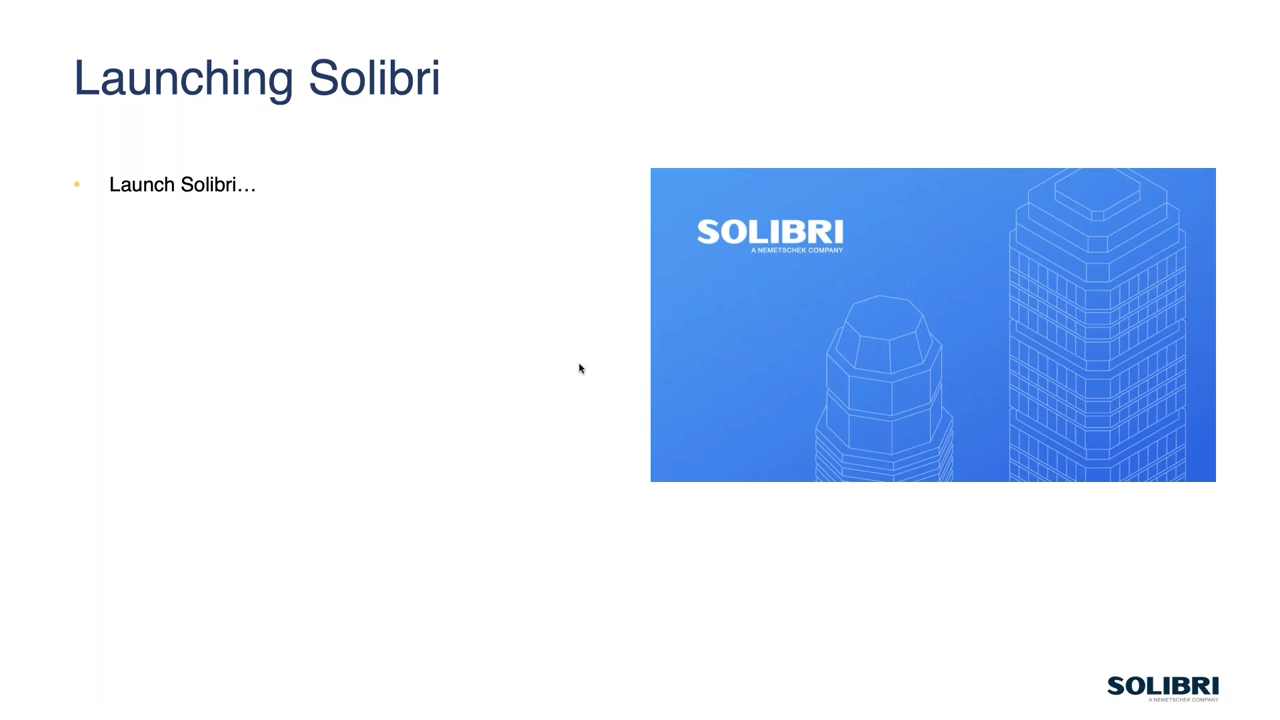 Launching Solibri
• Launch Solibri…
SOLIBRI
A NEMETSCHEK COMPANY
SOLIBRI
A NEMETSCHEK COMPANY